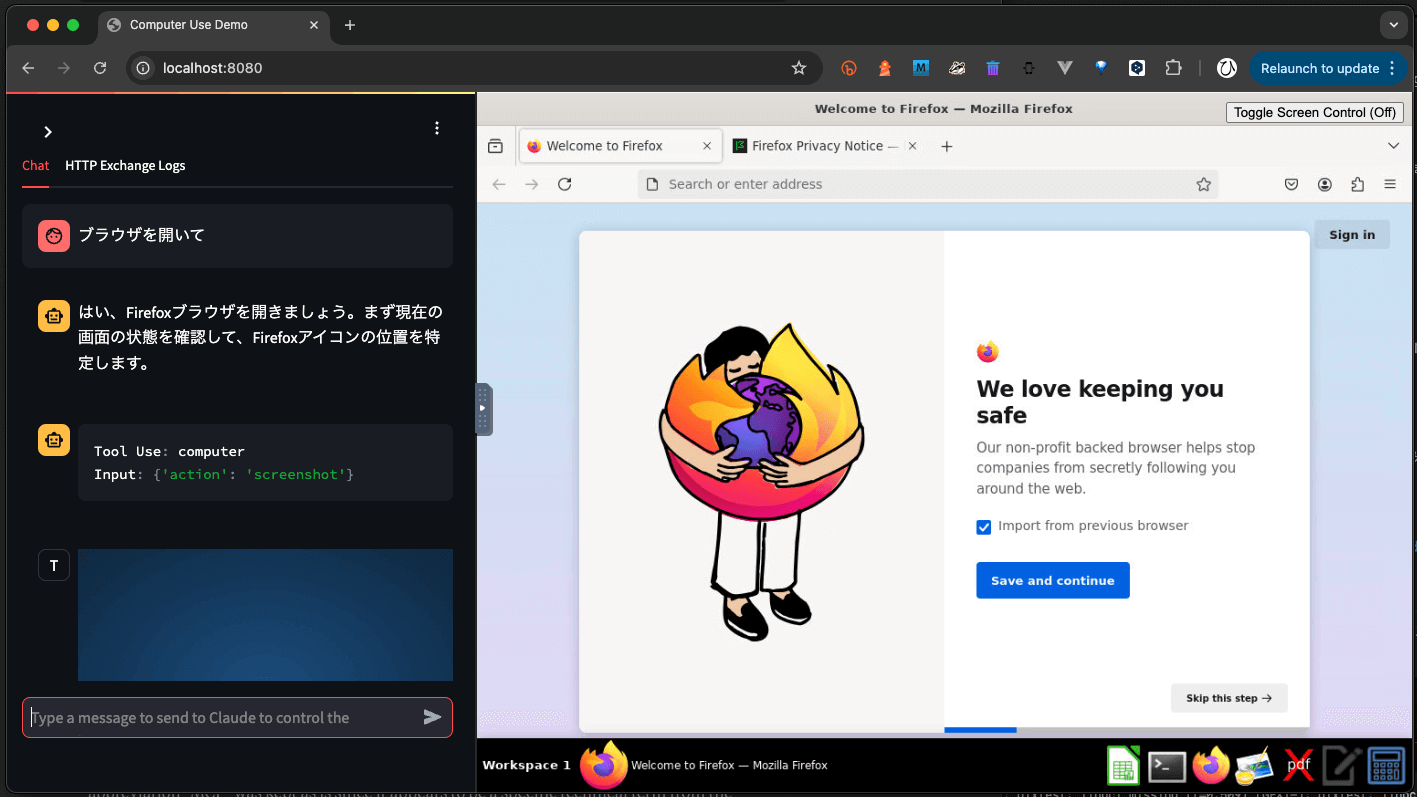 Computer Use Demo
localhost:8080
Relaunch to update
Chat
HTTP Exchange Logs
ブラウザを開いて
はい、Firefoxブラウザを開きましょう。まず現在の
画面の状態を確認して、Firefoxアイコンの位置を特
定します。
Tool Use: computer
Input: {'action': 'screenshot'}
T
Type a message to send to Claude to control the
Welcome to Firefox — Mozilla Firefox
Toggle Screen Control (Off)
Welcome to Firefox
Firefox Privacy Notice —
Search or enter address
Sign in
We love keeping you
safe
Our non-profit backed browser helps stop
companies from secretly following you
around the web.
Import from previous browser
Save and continue
Skip this step →
Workspace 1
Welcome to Firefox — Mozilla Firefox
pdf